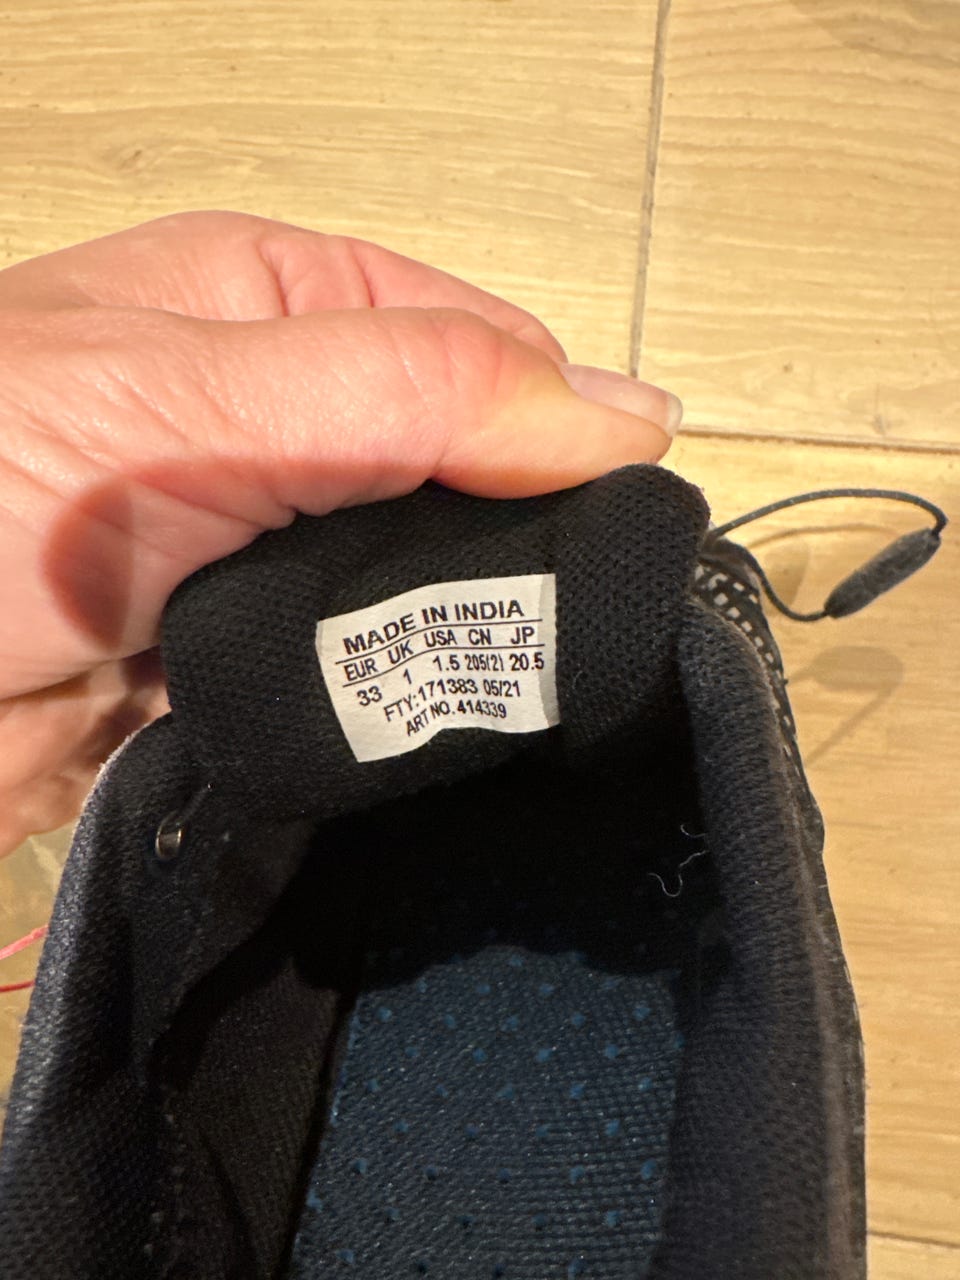 MADE IN INDIA
EUR UK USA CN JP
33 1 1.5 205(2) 20.5
FTY:171383 05/21
ART NO. 414339